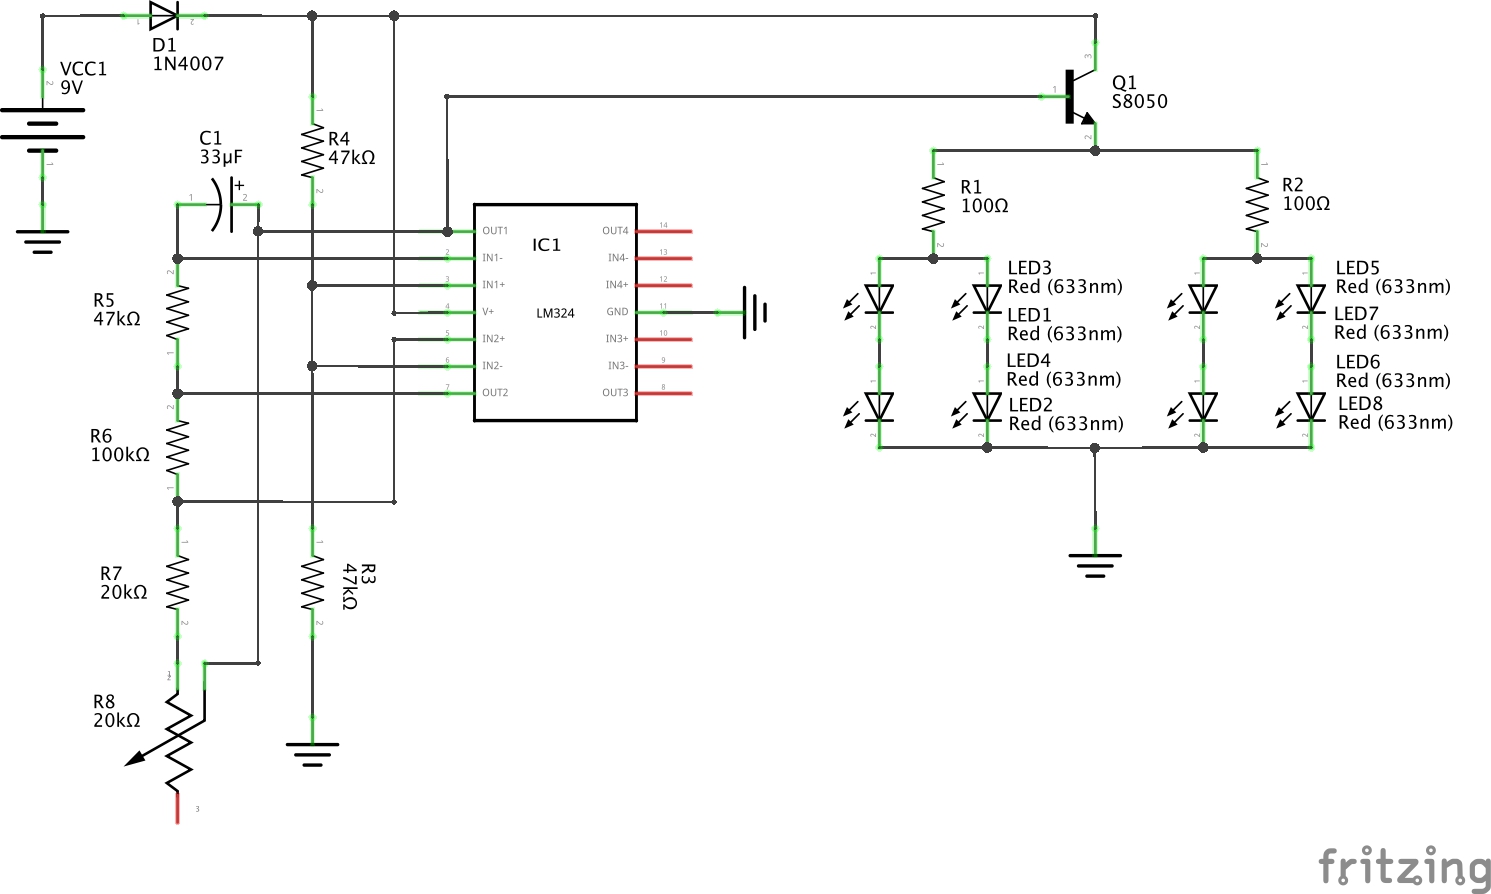 D1
1N4007
VCC1
9V
C1
33µF
+
R4
47kΩ
Q1
S8050
R1
100Ω
R2
100Ω
IC1
LM324
OUT1
IN1-
IN1+
V+
IN2+
IN2-
OUT2
OUT4
IN4-
IN4+
GND
IN3+
IN3-
OUT3
14
13
12
11
10
9
8
2
3
4
5
6
7
R5
47kΩ
R6
100kΩ
R7
20kΩ
R3
47kΩ
R8
20kΩ
3
LED3
Red (633nm)
LED1
Red (633nm)
LED4
Red (633nm)
LED2
Red (633nm)
LED5
Red (633nm)
LED7
Red (633nm)
LED6
Red (633nm)
LED8
Red (633nm)
fritzing